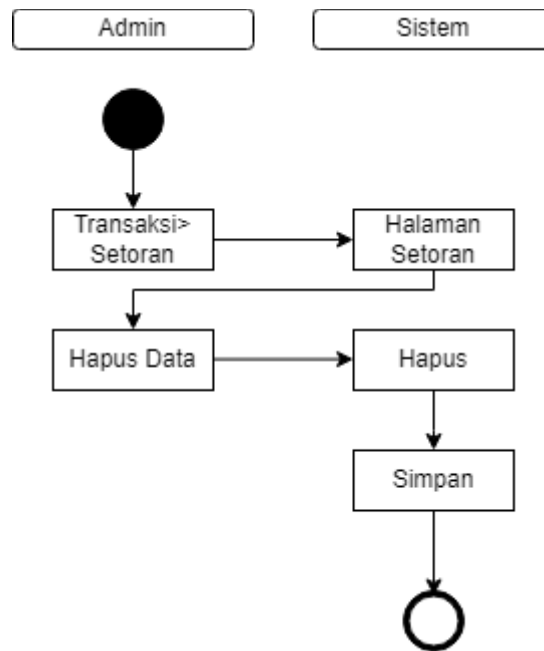 Admin
Sistem
Transaksi>
Setoran
Halaman
Setoran
Hapus Data
Hapus
Simpan